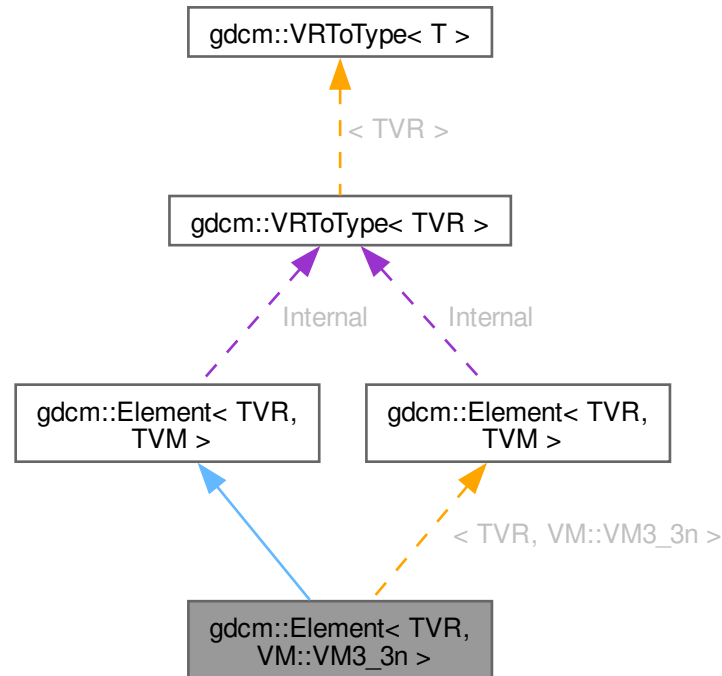 gdcm::VRToType< T >
< TVR >
gdcm::VRToType< TVR >
Internal
Internal
gdcm::Element< TVR,
TVM >
gdcm::Element< TVR,
TVM >
< TVR, VM::VM3_3n >
gdcm::Element< TVR,
VM::VM3_3n >